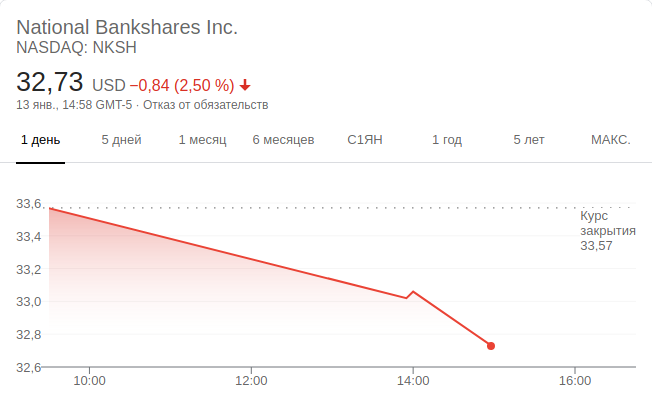 National Bankshares Inc.
NASDAQ: NKSH
32,73 USD −0,84 (2,50 %)
13 янв., 14:58 GMT-5 · Отказ от обязательств
1 день 5 дней 1 месяц 6 месяцев С1ЯН 1 год 5 лет МАКС.
33,6
33,4
33,2
33,0
32,8
32,6
Курс
закрытия
33,57
10:00 12:00 14:00 16:00